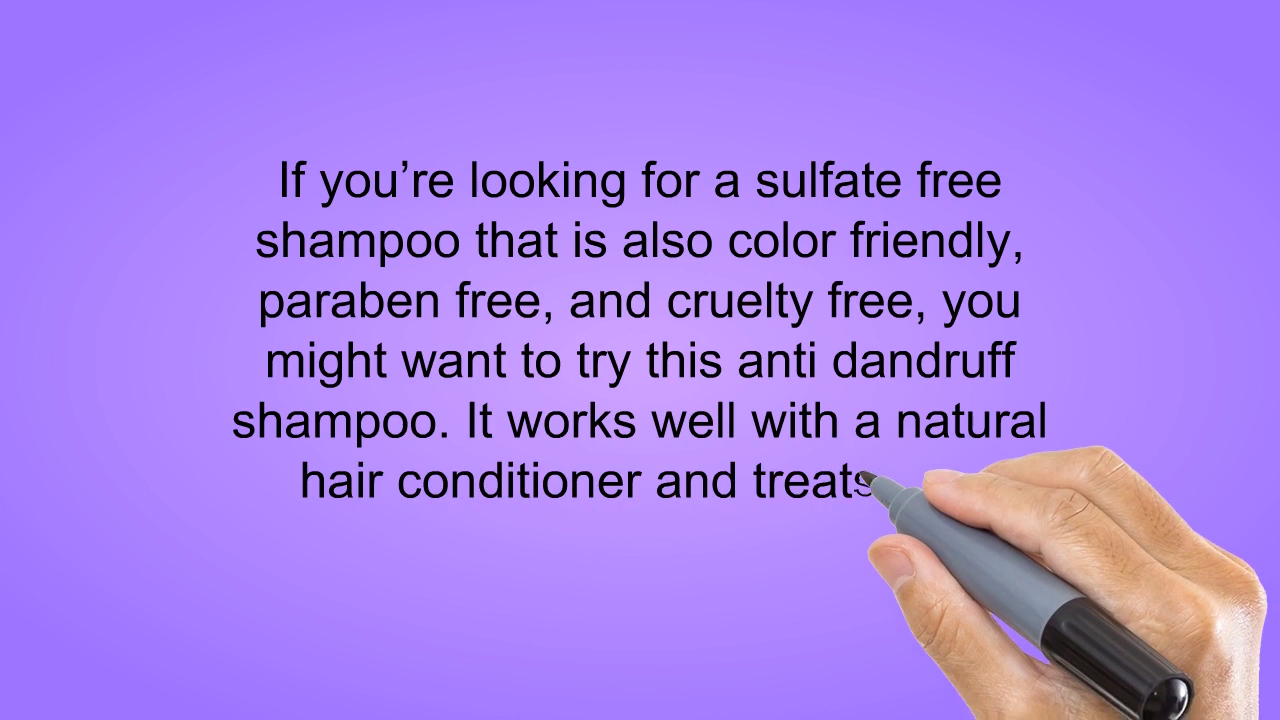 If you’re looking for a sulfate free
shampoo that is also color friendly,
paraben free, and cruelty free, you
might want to try this anti dandruff
shampoo. It works well with a natural
hair conditioner and treats